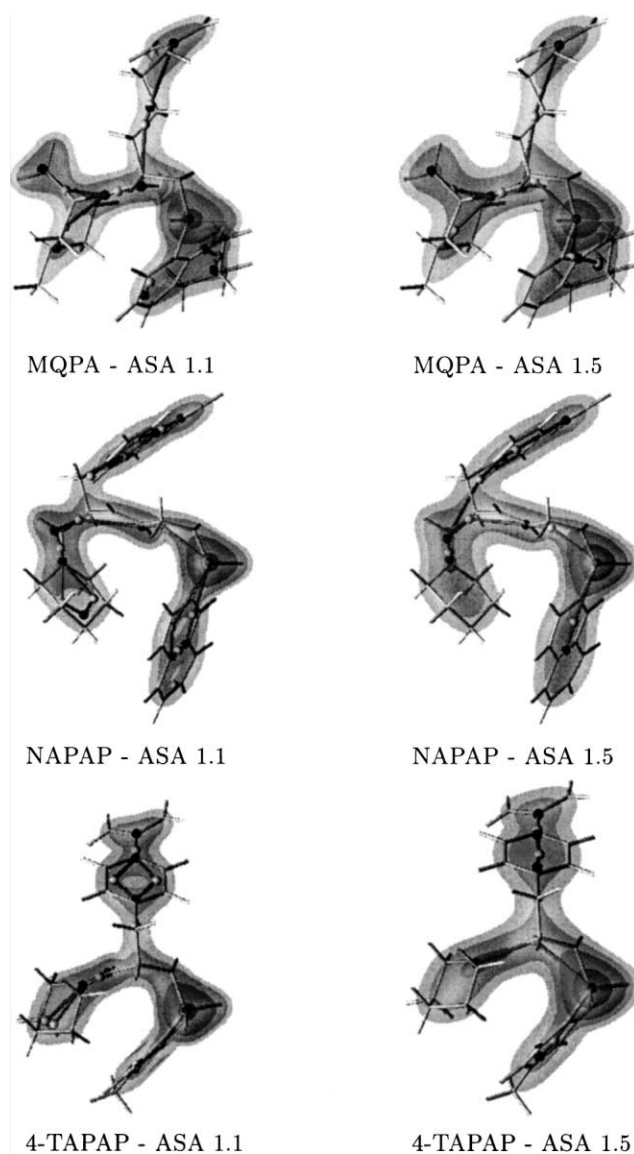 MQPA - ASA 1.1
MQPA - ASA 1.5
NAPAP - ASA 1.1
NAPAP - ASA 1.5
4-TAPAP - ASA 1.1
4-TAPAP - ASA 1.5